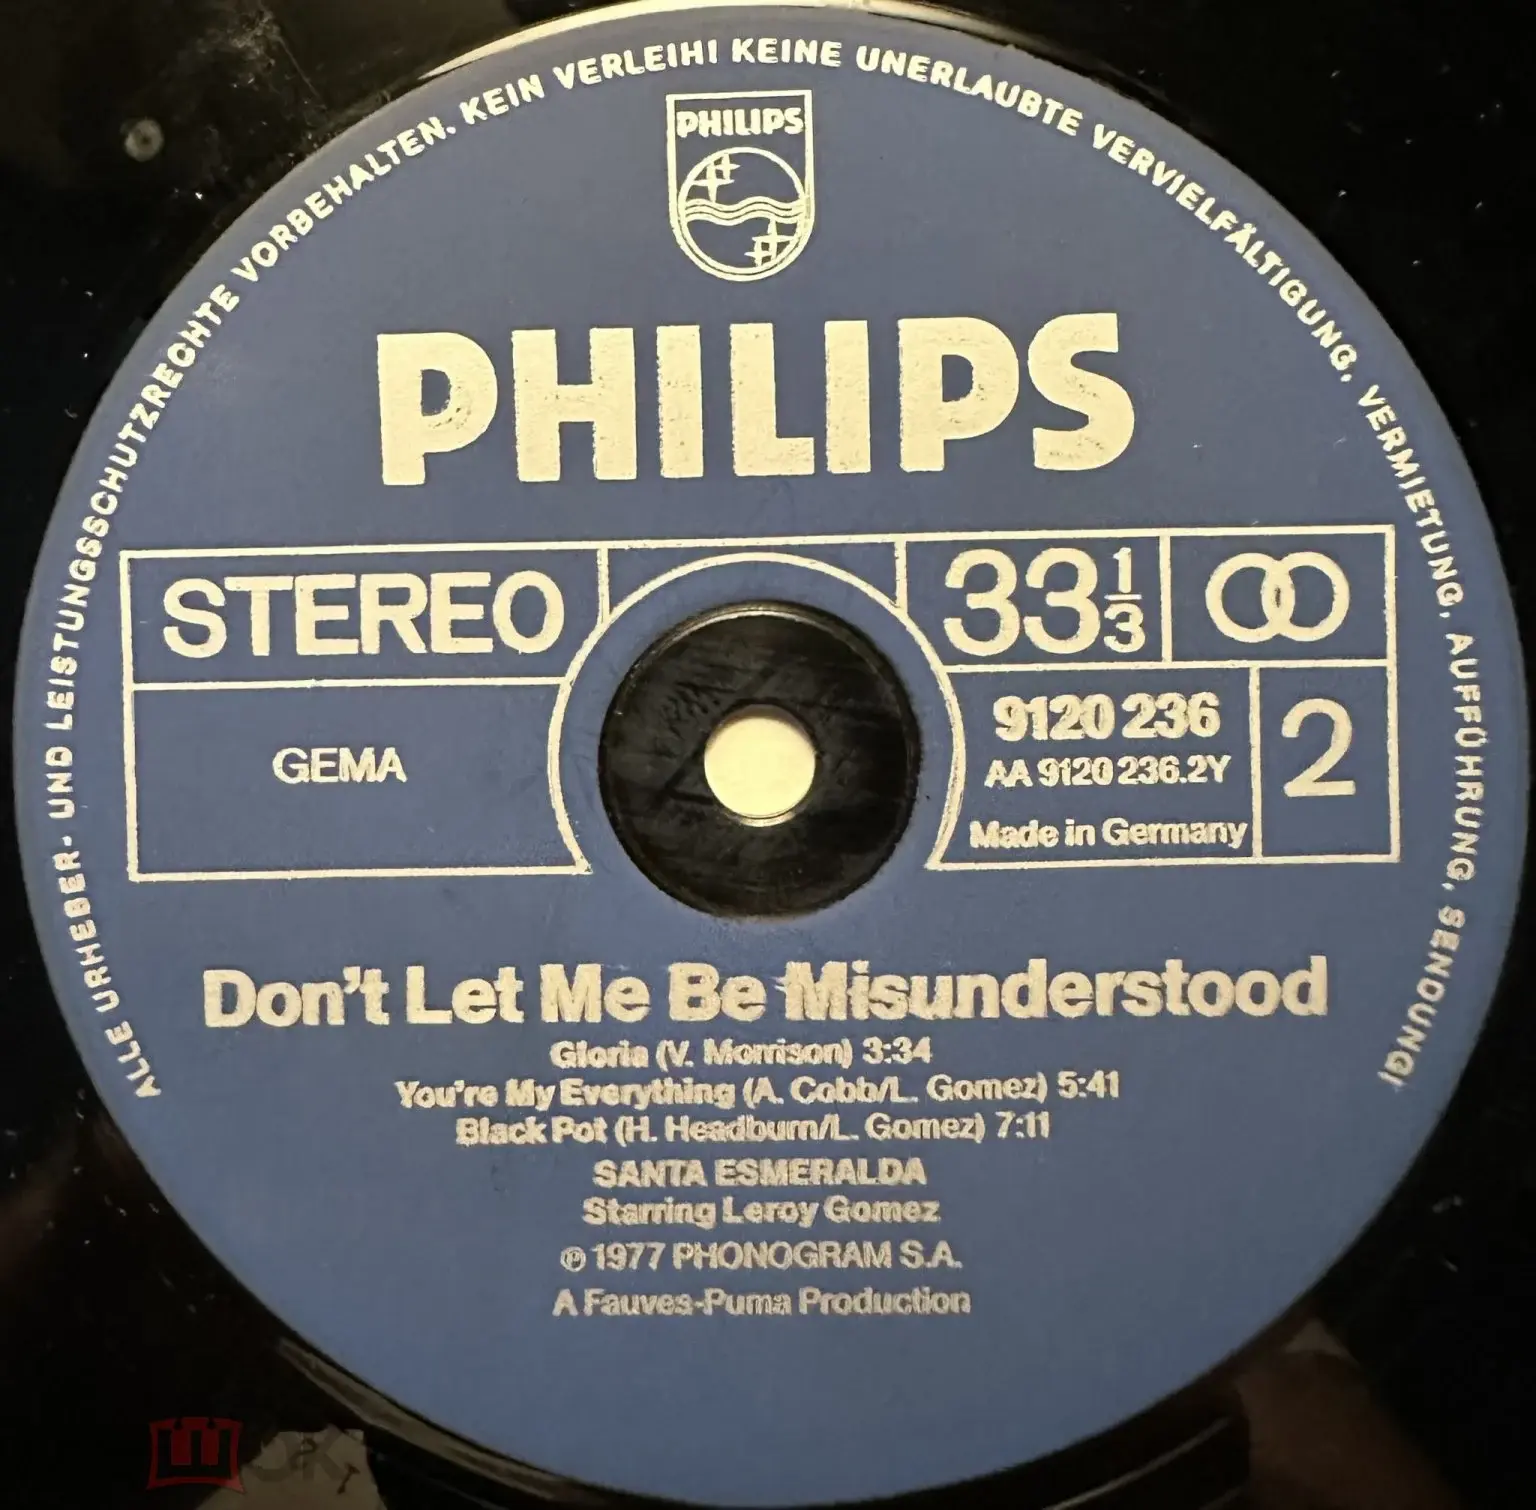 ALLE URHEBER- UND LEISTUNGSSCHUTZRECHTE VORBEHALTEN. KEIN VERLEIH! KEINE UNERLAUBTE VERVIELFÄLTIGUNG, VERMIETUNG, AUFFÜHRUNG, SENDUNG!
PHILIPS
PHILIPS
STEREO
33 1/3
GEMA
9120 236
AA 9120 236.2Y
Made in Germany
2
Don't Let Me Be Misunderstood
Gloria (V. Morrison) 3:34
You're My Everything (A. Cobb/L. Gomez) 5:41
Black Pot (H. Headburn/L. Gomez) 7:11
SANTA ESMERALDA
Starring Leroy Gomez
℗ 1977 PHONOGRAM S.A.
A Fauves-Puma Production